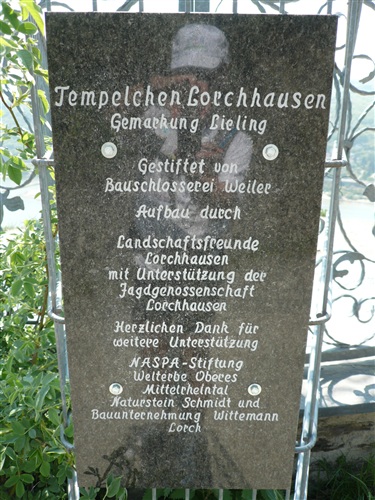 Tempelchen Lorchhausen
Gemarkung Lieling
Gestiftet von
Bauschlosserei Weiler
Aufbau durch
Landschaftsfreunde
Lorchhausen
mit Unterstützung der
Jagdgenossenschaft
Lorchhausen
Herzlichen Dank für
weitere Unterstützung
NASPA-Stiftung
Welterbe Oberes
Mittelrheintal
Naturstein Schmidt und
Bauunternehmung Wittemann
Lorch